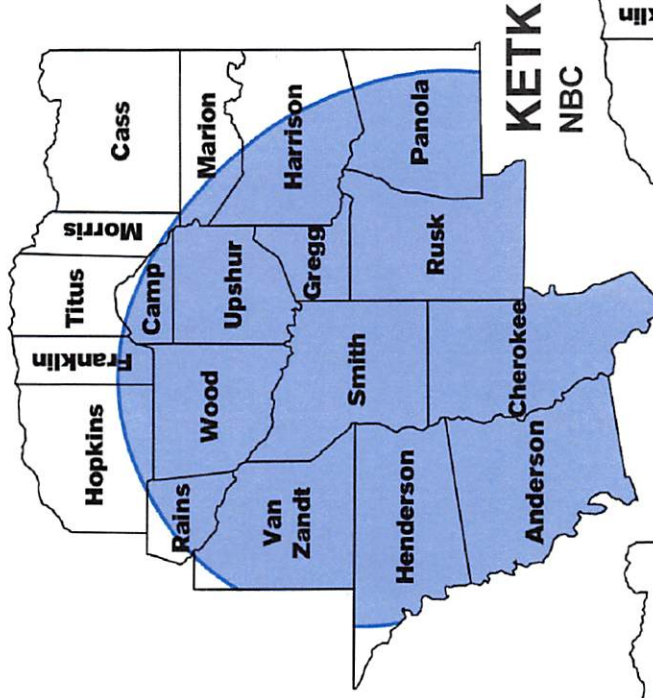 Cass
Morris
Titus
Franklin
Hopkins
Marion
Harrison
Camp
Upshur
Wood
Rains
Van
Zandt
Gregg
Smith
Panola
Rusk
Henderson
Cherokee
Anderson
KETK
NBC
klin